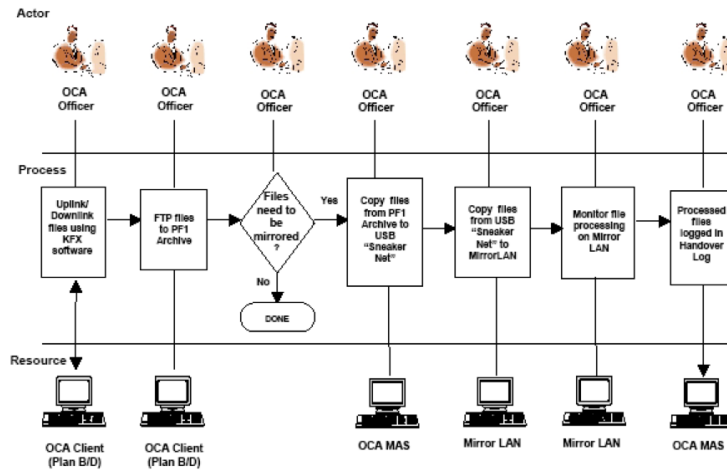 Actor
OCA
Officer
OCA
Officer
OCA
Officer
OCA
Officer
OCA
Officer
OCA
Officer
OCA
Officer
Process
Uplink/
Downlink
files using
KFX
software
FTP files
to PF1
Archive
Files
need to
be
mirrored
?
Yes
No
DONE
Copy files
from PF1
Archive to
USB
“Sneaker
Net”
Copy files
from USB
“Sneaker
Net” to
MirrorLAN
Monitor file
processing
on Mirror
LAN
Processed
files
logged in
Handover
Log
Resource
OCA Client
(Plan B/D)
OCA Client
(Plan B/D)
OCA MAS
Mirror LAN
Mirror LAN
OCA MAS